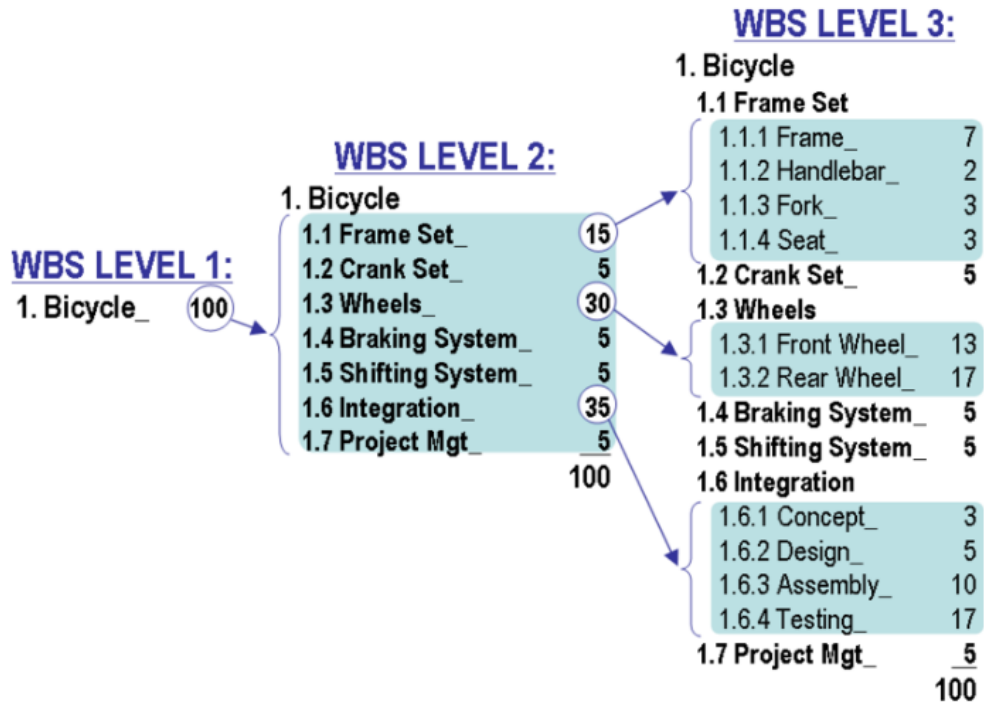 WBS LEVEL 1:
1. Bicycle_ 100
WBS LEVEL 2:
1. Bicycle
1.1 Frame Set_ 15
1.2 Crank Set_ 5
1.3 Wheels_ 30
1.4 Braking System_ 5
1.5 Shifting System_ 5
1.6 Integration_ 35
1.7 Project Mgt_ 5
100
WBS LEVEL 3:
1. Bicycle
1.1 Frame Set
1.1.1 Frame_ 7
1.1.2 Handlebar_ 2
1.1.3 Fork_ 3
1.1.4 Seat_ 3
1.2 Crank Set_ 5
1.3 Wheels
1.3.1 Front Wheel_ 13
1.3.2 Rear Wheel_ 17
1.4 Braking System_ 5
1.5 Shifting System_ 5
1.6 Integration
1.6.1 Concept_ 3
1.6.2 Design_ 5
1.6.3 Assembly_ 10
1.6.4 Testing_ 17
1.7 Project Mgt_ 5
100